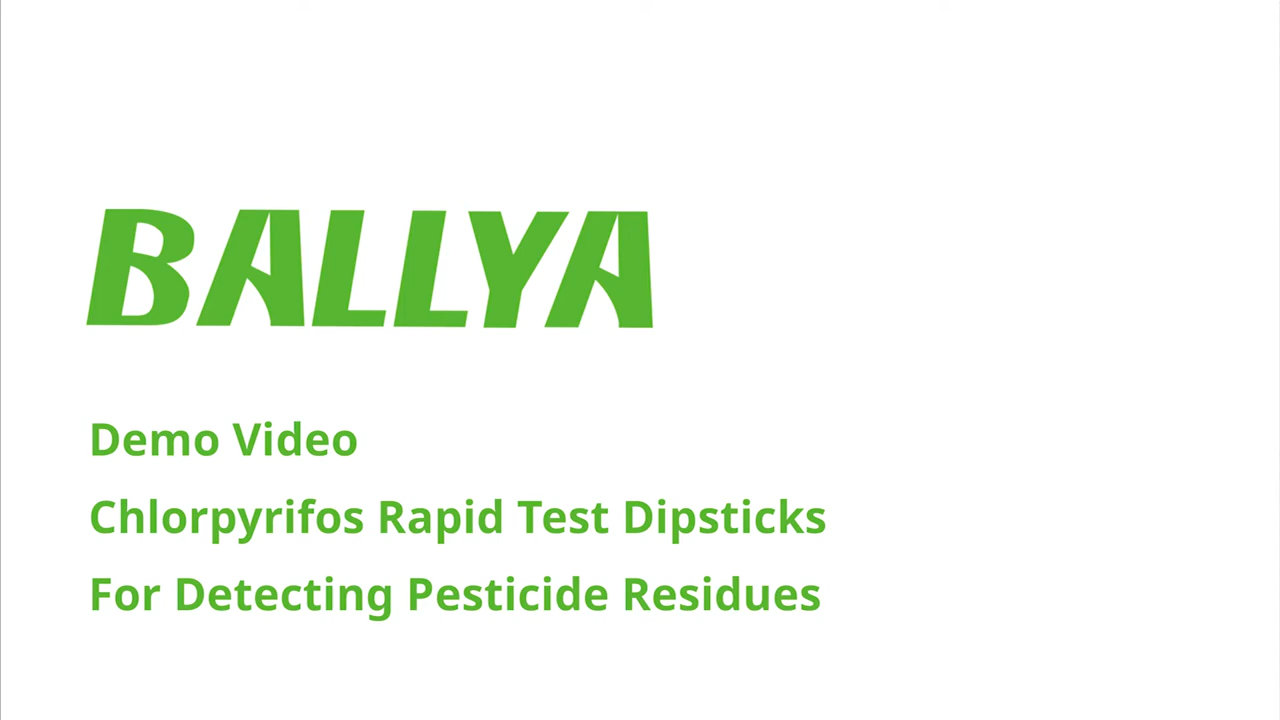 BALLYA
Demo Video
Chlorpyrifos Rapid Test Dipsticks
For Detecting Pesticide Residues